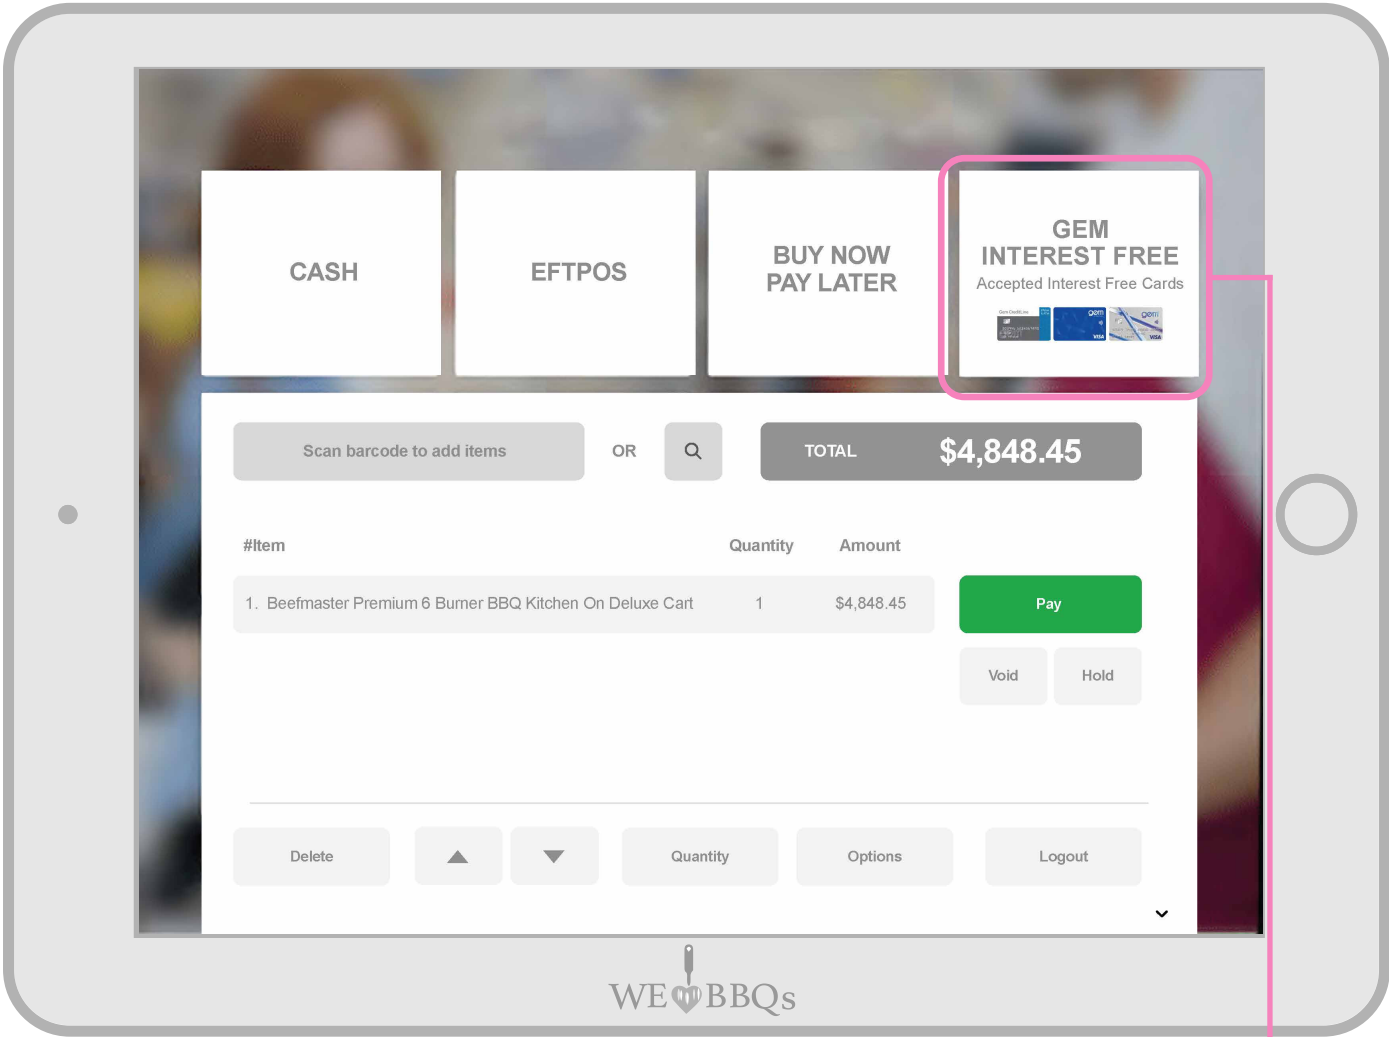 CASH
EFTPOS
BUY NOW
PAY LATER
GEM
INTEREST FREE
Accepted Interest Free Cards
Gem CreditLine
gem
VISA
gem
VISA
Scan barcode to add items
OR
TOTAL
$4,848.45
#Item
Quantity
Amount
1. Beefmaster Premium 6 Burner BBQ Kitchen On Deluxe Cart
1
$4,848.45
Pay
Void
Hold
Delete
Quantity
Options
Logout
WE BBQs